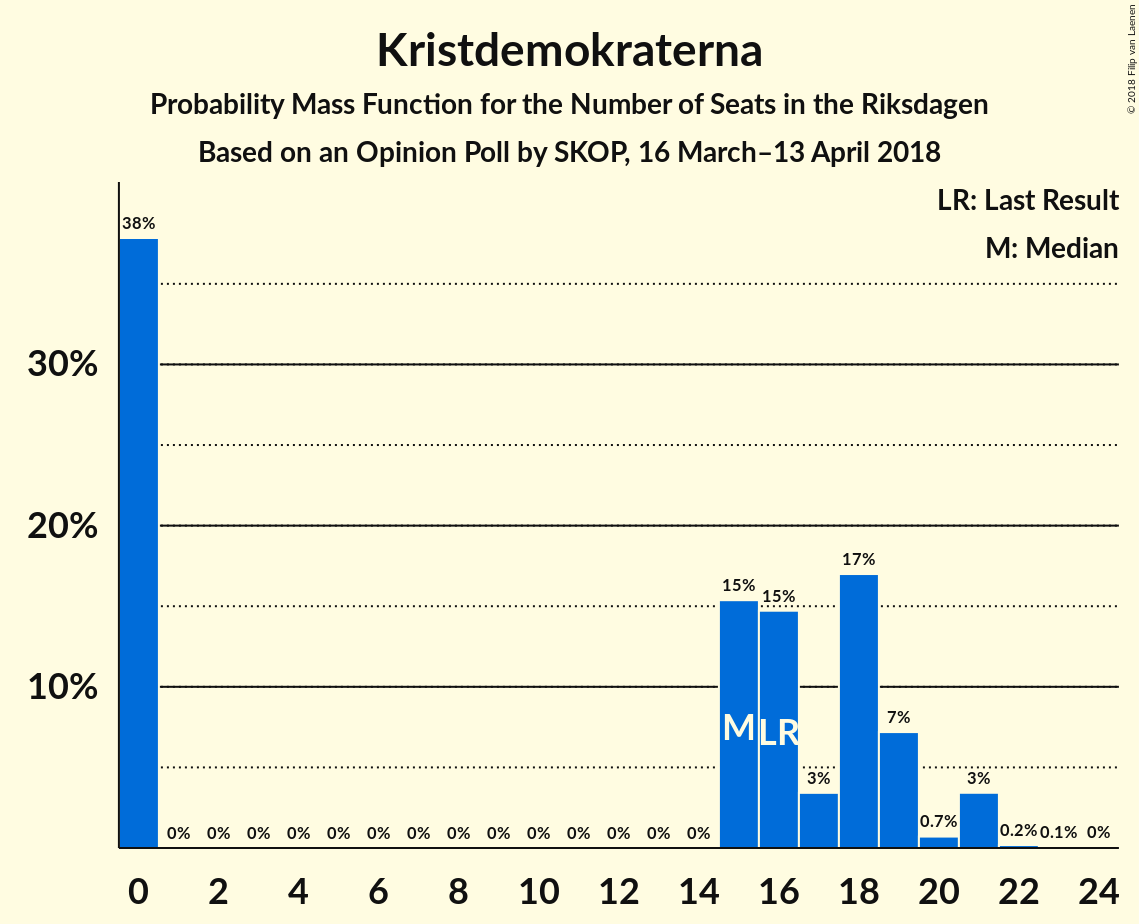 Kristdemokraterna
Probability Mass Function for the Number of Seats in the Riksdagen
Based on an Opinion Poll by SKOP, 16 March–13 April 2018
© 2018 Filip van Laenen
LR: Last Result
M: Median
38%
30%
20%
17%
15%
15%
10%
M
LR
7%
3%
3%
0% 0% 0% 0% 0% 0% 0% 0% 0% 0% 0% 0% 0% 0% 0.7% 0.2% 0.1% 0%
0 2 4 6 8 10 12 14 16 18 20 22 24